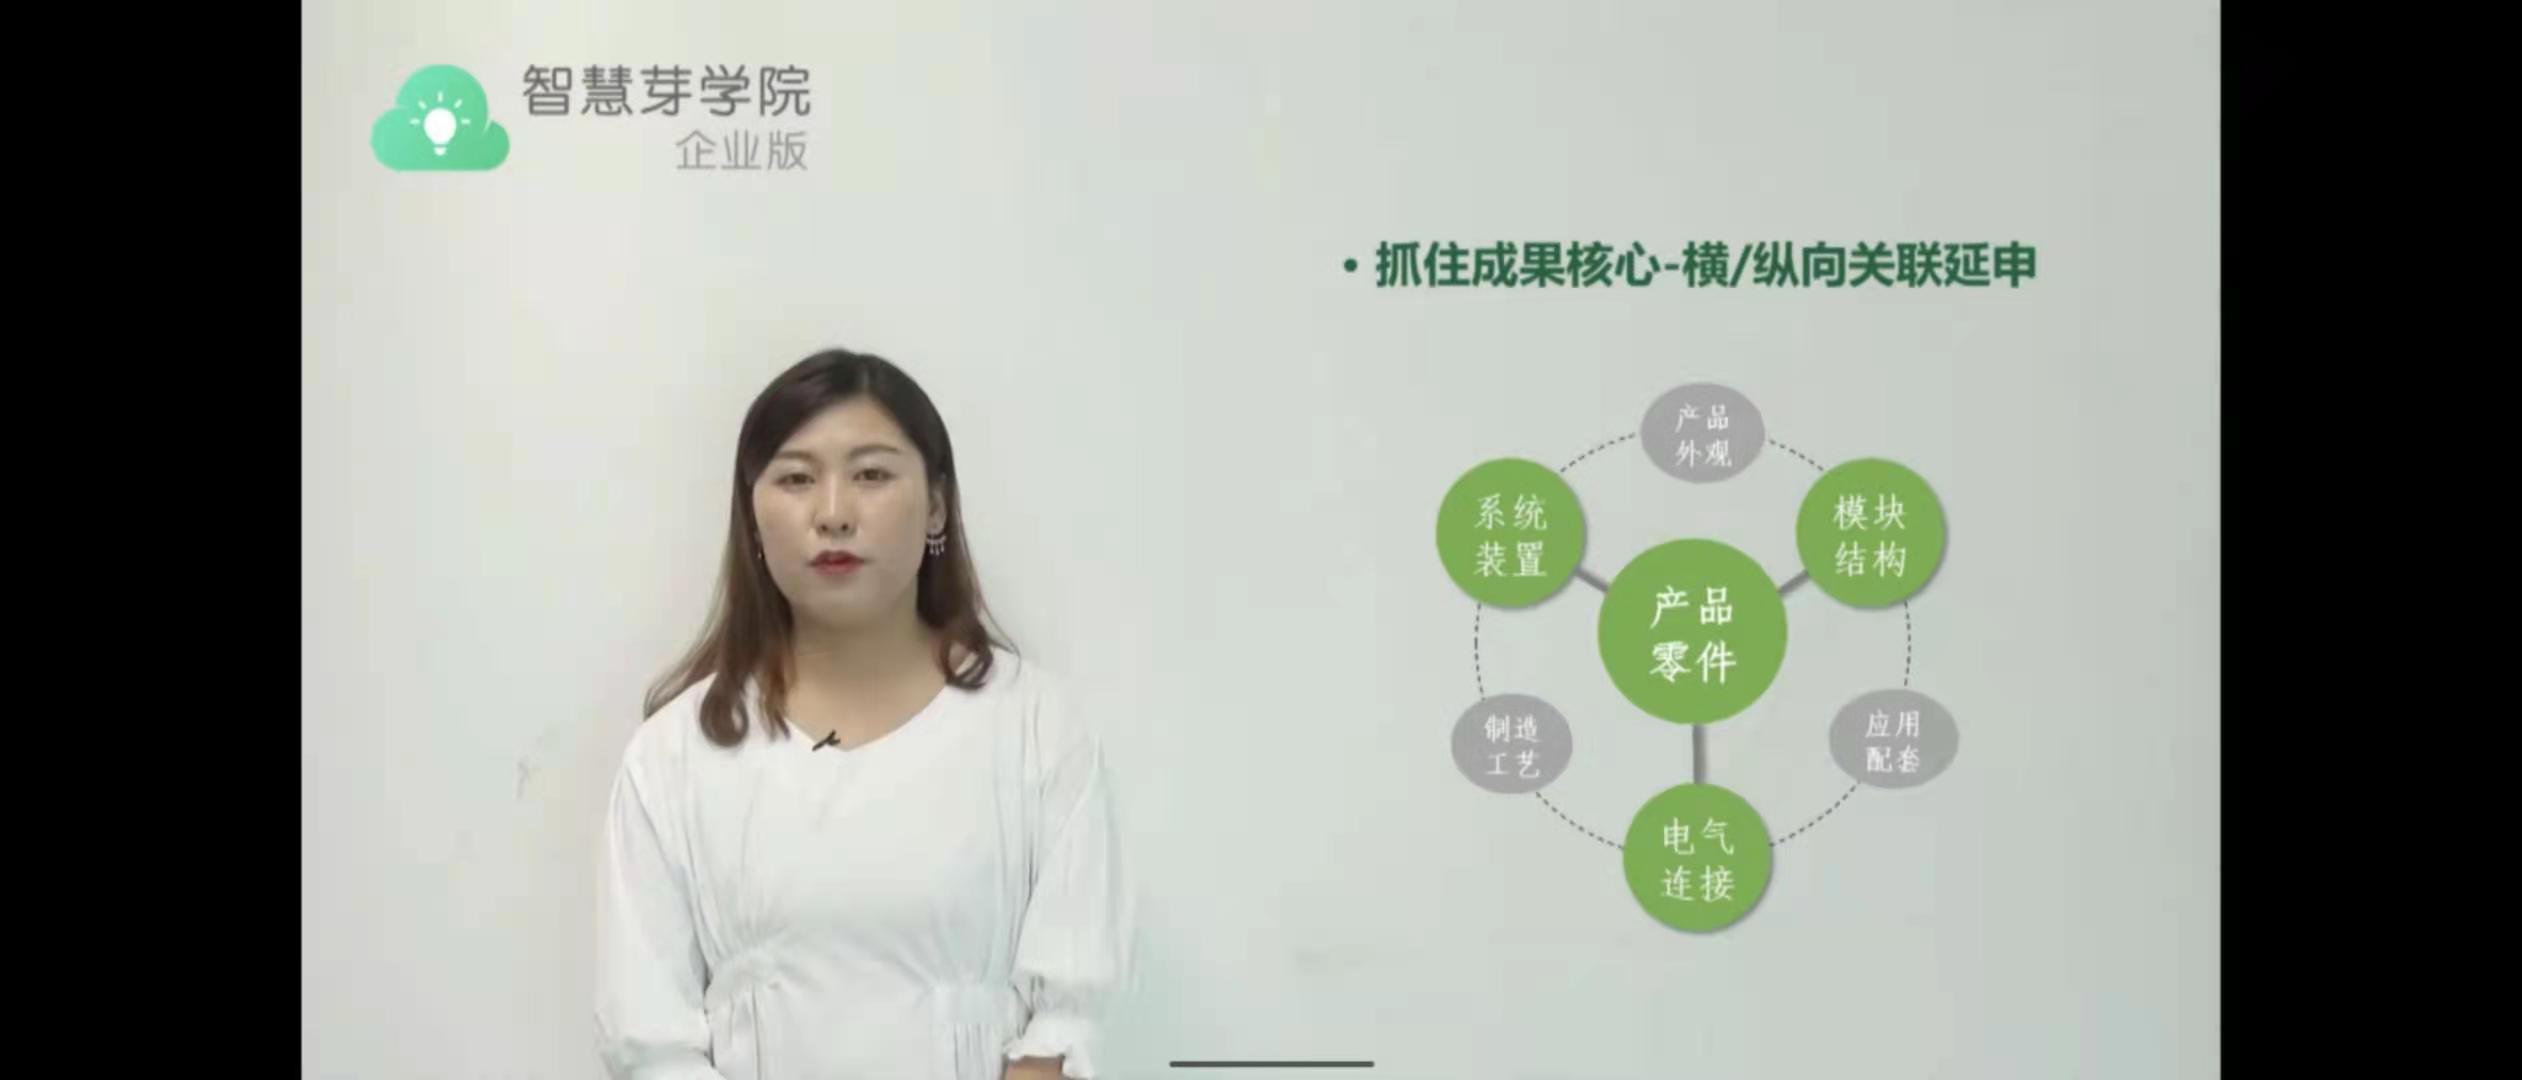 智慧芽学院
企业版
• 抓住成果核心-横/纵向关联延申
产品
外观
系统
装置
模块
结构
产品
零件
制造
工艺
应用
配套
电气
连接